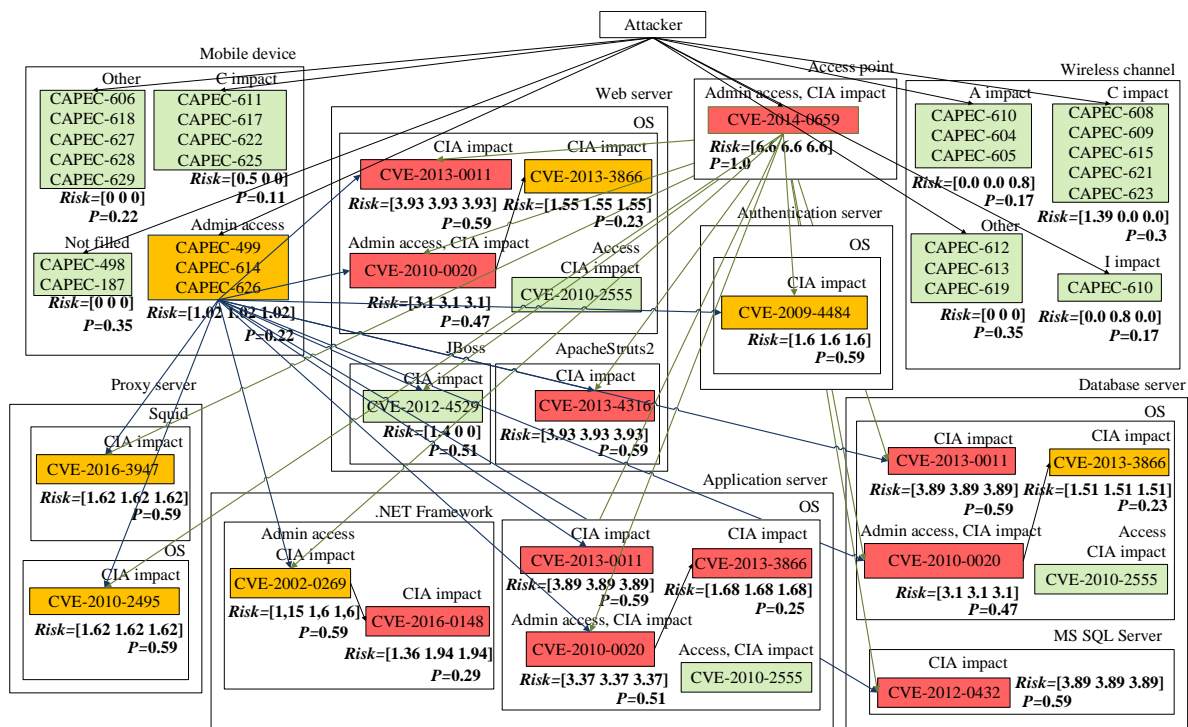 Attacker
Mobile device
Other
CAPEC-606
CAPEC-618
CAPEC-627
CAPEC-628
CAPEC-629
Risk=[0 0 0]
P=0.22
C impact
CAPEC-611
CAPEC-617
CAPEC-622
CAPEC-625
Risk=[0.5 0.0]
P=0.11
Not filled
CAPEC-498
CAPEC-187
Risk=[0 0 0]
P=0.35
Admin access
CAPEC-499
CAPEC-614
CAPEC-626
Risk=[1.02 1.02 1.02]
P=0.22
Web server
OS
CIA impact
CVE-2013-0011
Risk=[3.93 3.93 3.93]
P=0.59
CIA impact
CVE-2013-3866
Risk=[1.55 1.55 1.55]
P=0.23
Admin access, CIA impact
CVE-2010-0020
Risk=[3.1 3.1 3.1]
P=0.47
Access
CIA impact
CVE-2010-2555
JBoss
CIA impact
CVE-2012-4529
Risk=[1.4 0 0]
P=0.51
ApacheStruts2
CIA impact
CVE-2013-4316
Risk=[3.93 3.93 3.93]
P=0.59
Access point
Admin access, CIA impact
CVE-2014-0659
Risk=[6.6 6.6 6.6]
P=1.0
Authentication server
OS
CIA impact
CVE-2009-4484
Risk=[1.6 1.6 1.6]
P=0.59
Wireless channel
A impact
CAPEC-610
CAPEC-604
CAPEC-605
Risk=[0.0 0.0 0.8]
P=0.17
C impact
CAPEC-608
CAPEC-609
CAPEC-615
CAPEC-621
CAPEC-623
Risk=[1.39 0.0 0.0]
P=0.3
Other
CAPEC-612
CAPEC-613
CAPEC-619
Risk=[0 0 0]
P=0.35
I impact
CAPEC-610
Risk=[0.0 0.8 0.0]
P=0.17
Proxy server
Squid
CIA impact
CVE-2016-3947
Risk=[1.62 1.62 1.62]
P=0.59
OS
CIA impact
CVE-2010-2495
Risk=[1.62 1.62 1.62]
P=0.59
Application server
.NET Framework
Admin access
CIA impact
CVE-2002-0269
Risk=[1,15 1,6 1,6]
P=0.59
CIA impact
CVE-2016-0148
Risk=[1.36 1.94 1.94]
P=0.29
OS
CIA impact
CVE-2013-0011
Risk=[3.89 3.89 3.89]
P=0.59
CIA impact
CVE-2013-3866
Risk=[1.68 1.68 1.68]
P=0.25
Admin access, CIA impact
CVE-2010-0020
Risk=[3.37 3.37 3.37]
P=0.51
Access, CIA impact
CVE-2010-2555
Database server
OS
CIA impact
CVE-2013-0011
Risk=[3.89 3.89 3.89]
P=0.59
CIA impact
CVE-2013-3866
Risk=[1.51 1.51 1.51]
P=0.23
Admin access, CIA impact
CVE-2010-0020
Risk=[3.1 3.1 3.1]
P=0.47
Access
CIA impact
CVE-2010-2555
MS SQL Server
CIA impact
CVE-2012-0432
Risk=[3.89 3.89 3.89]
P=0.59